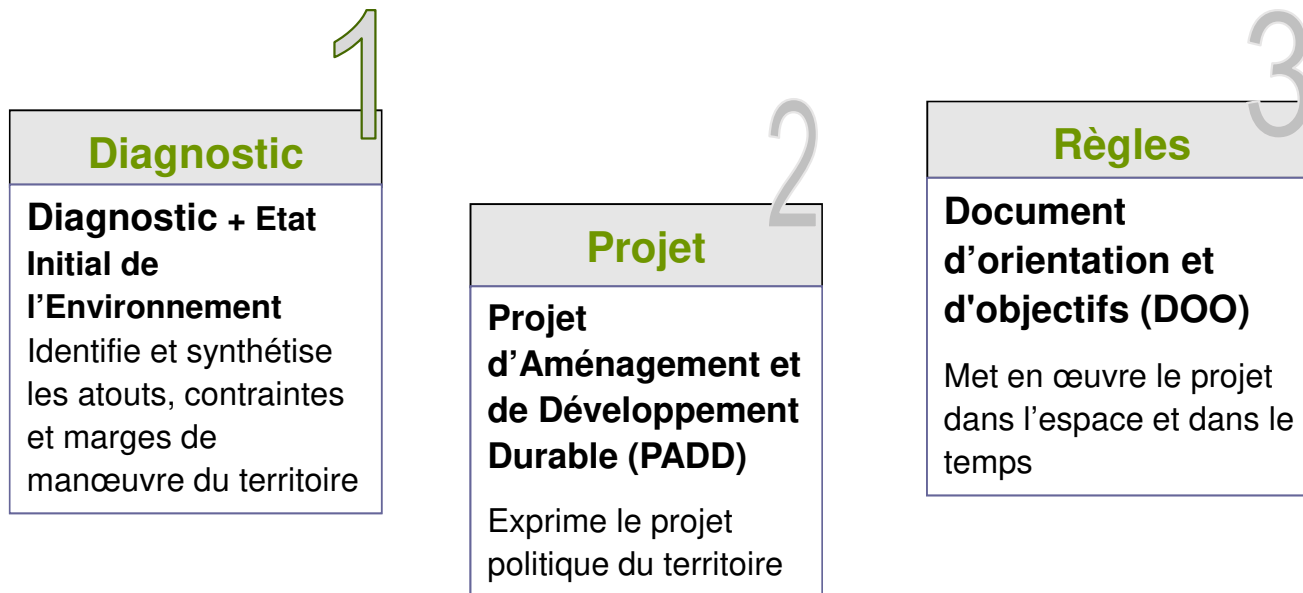 1
Diagnostic
Diagnostic + Etat
Initial de
l’Environnement
Identifie et synthétise
les atouts, contraintes
et marges de
manœuvre du territoire
2
Projet
Projet
d’Aménagement et
de Développement
Durable (PADD)
Exprime le projet
politique du territoire
3
Règles
Document
d’orientation et
d'objectifs (DOO)
Met en œuvre le projet
dans l’espace et dans le
temps